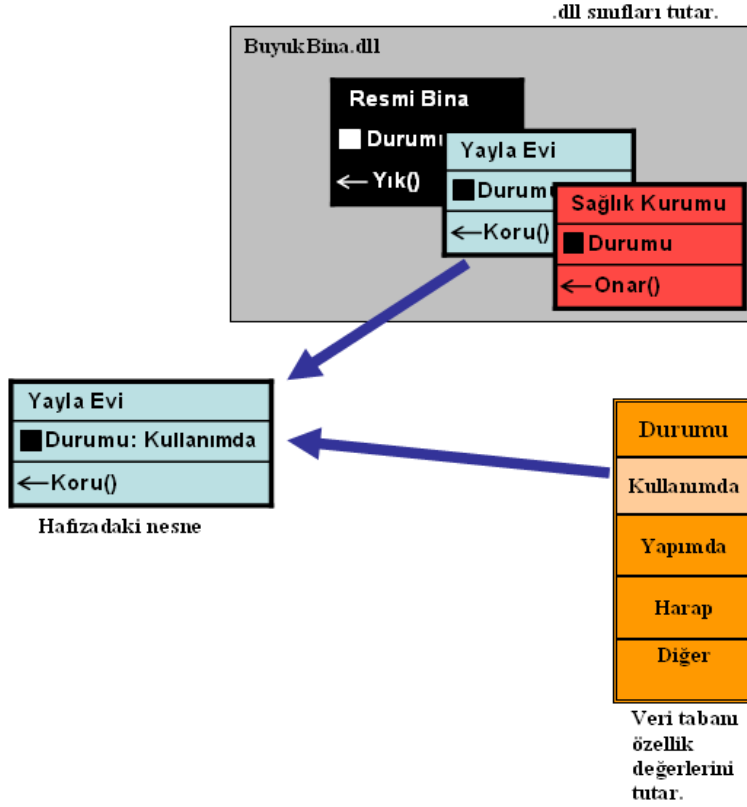 .dll sınıfları tutar.
BuyukBina.dll
Resmi Bina
Durumu
Yık()
Yayla Evi
Durumu
Koru()
Sağlık Kurumu
Durumu
Onar()
Yayla Evi
Durumu: Kullanımda
Koru()
Hafızadaki nesne
Durumu
Kullanımda
Yapımda
Harap
Diğer
Veri tabanı
özellik
değerlerini
tutar.